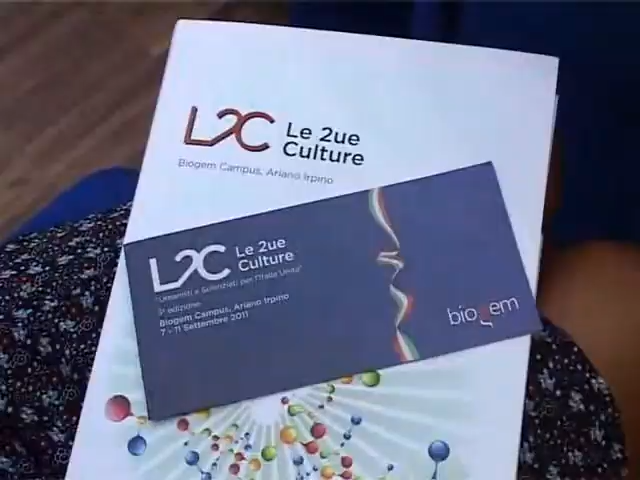 L2C Le 2ue
Culture
Biogem Campus, Ariano Irpino
L2C Le 2ue
Culture
"Umanisti e Scienziati per l'Italia Unita"
3a edizione
Biogem Campus, Ariano Irpino
7 - 11 Settembre 2011
biogem